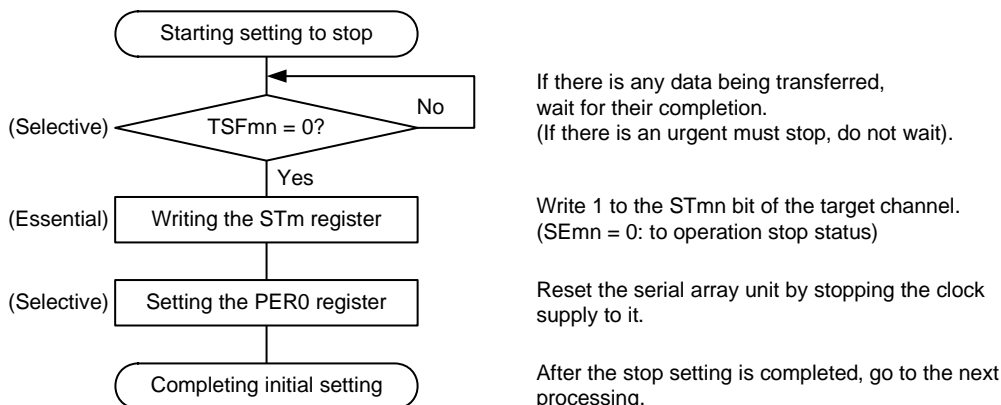 Starting setting to stop
(Selective)
TSFmn = 0?
No
If there is any data being transferred,
wait for their completion.
(If there is an urgent must stop, do not wait).
Yes
(Essential)
Writing the STm register
Write 1 to the STmn bit of the target channel.
(SEmn = 0: to operation stop status)
(Selective)
Setting the PER0 register
Reset the serial array unit by stopping the clock
supply to it.
Completing initial setting
After the stop setting is completed, go to the next
processing.